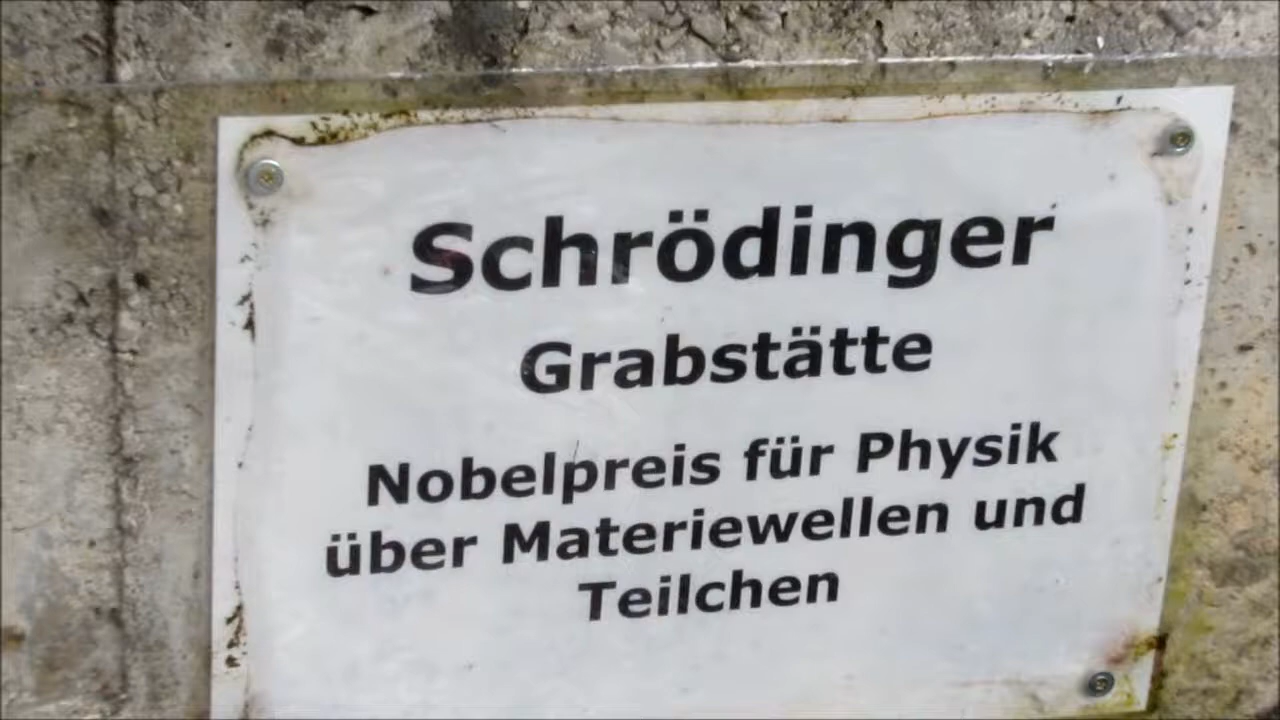 Schrödinger
Grabstätte
Nobelpreis für Physik
über Materiewellen und
Teilchen